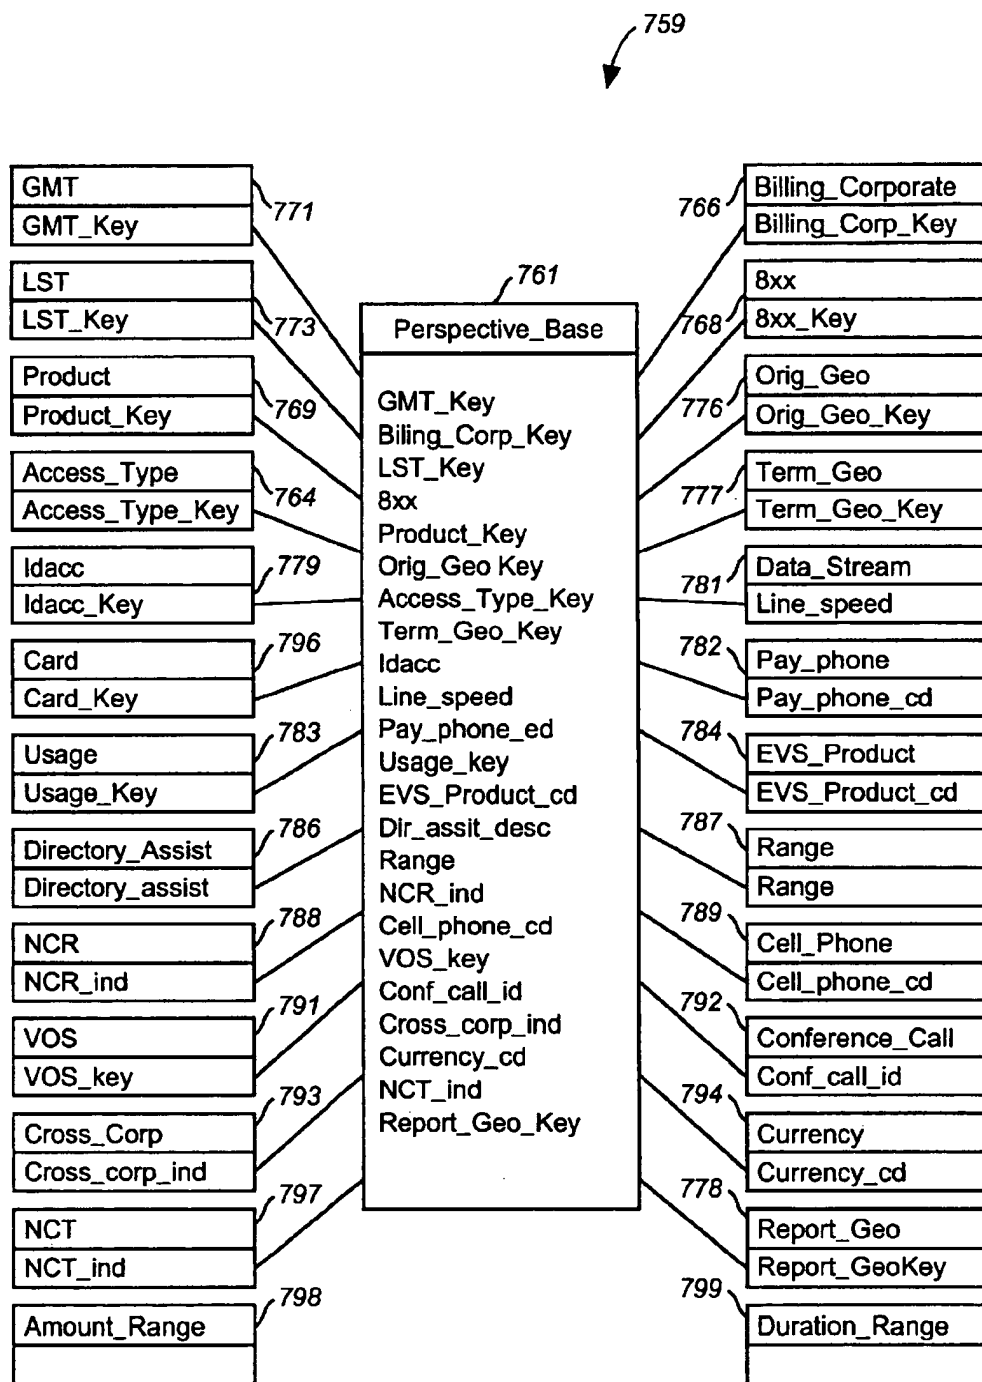 759
GMT
771
GMT_Key
LST
LST_Key
773
Product
Product_Key
769
Access_Type
Access_Type_Key
764
Idacc
779
Idacc_Key
Card
796
Card_Key
Usage
783
Usage_Key
Directory_Assist
786
Directory_assist
NCR
788
NCR_ind
VOS
791
VOS_key
Cross_Corp
793
Cross_corp_ind
NCT
797
NCT_ind
Amount_Range
798
761
Perspective_Base
GMT_Key
Biling_Corp_Key
LST_Key
8xx
Product_Key
Orig_Geo Key
Access_Type_Key
Term_Geo_Key
Idacc
Line_speed
Pay_phone_ed
Usage_key
EVS_Product_cd
Dir_assit_desc
Range
NCR_ind
Cell_phone_cd
VOS_key
Conf_call_id
Cross_corp_ind
Currency_cd
NCT_ind
Report_Geo_Key
766
Billing_Corporate
Billing_Corp_Key
768
8xx
8xx_Key
776
Orig_Geo
Orig_Geo_Key
777
Term_Geo
Term_Geo_Key
781
Data_Stream
Line_speed
782
Pay_phone
Pay_phone_cd
784
EVS_Product
EVS_Product_cd
787
Range
Range
789
Cell_Phone
Cell_phone_cd
792
Conference_Call
Conf_call_id
794
Currency
Currency_cd
778
Report_Geo
Report_GeoKey
799
Duration_Range